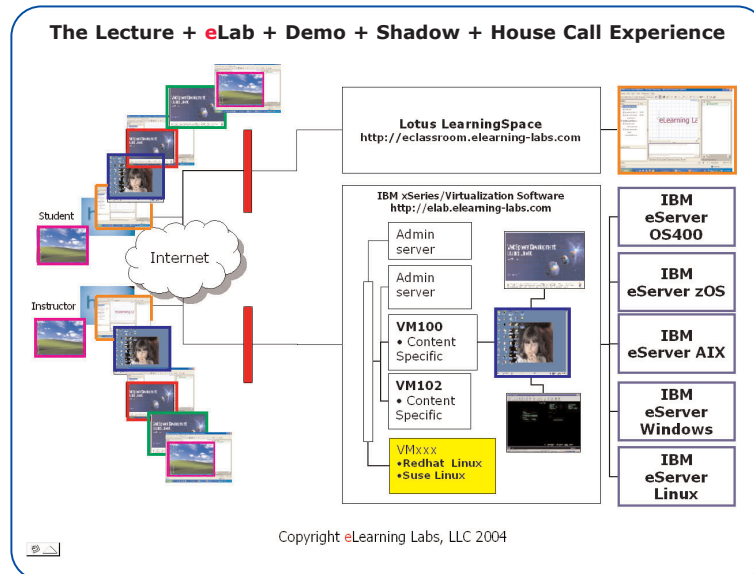 The Lecture + eLab + Demo + Shadow + House Call Experience
Lotus LearningSpace
http://eclassroom.elearning-labs.com
eLearning La
Student
Internet
Instructor
IBM xSeries/Virtualization Software
http://elab.elearning-labs.com
Admin
server
Admin
server
VM100
• Content
Specific
VM102
• Content
Specific
VMxxx
•Redhat Linux
•Suse Linux
IBM
eServer
OS400
IBM
eServer zOS
IBM
eServer AIX
IBM
eServer
Windows
IBM
eServer
Linux
Copyright eLearning Labs, LLC 2004